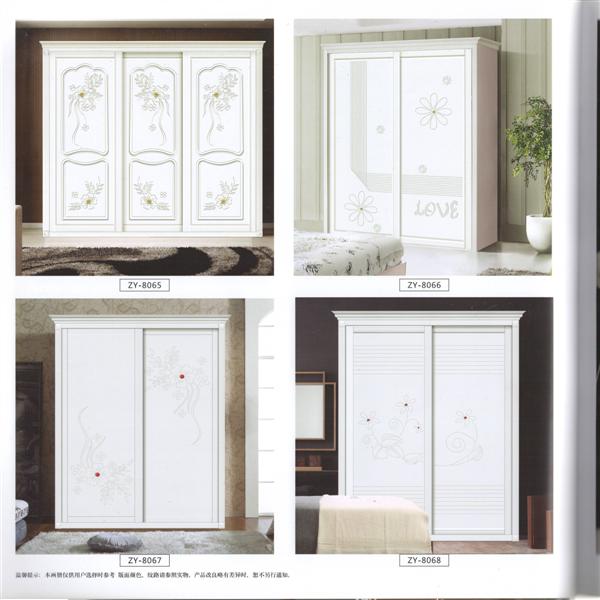 ZY-8065
LOVE
ZY-8066
ZY-8067
ZY-8068
温馨提示: 本画册仅供用户选择时参考 版面颜色, 纹路请参照实物, 产品改良略有差异时, 恕不另行通知.